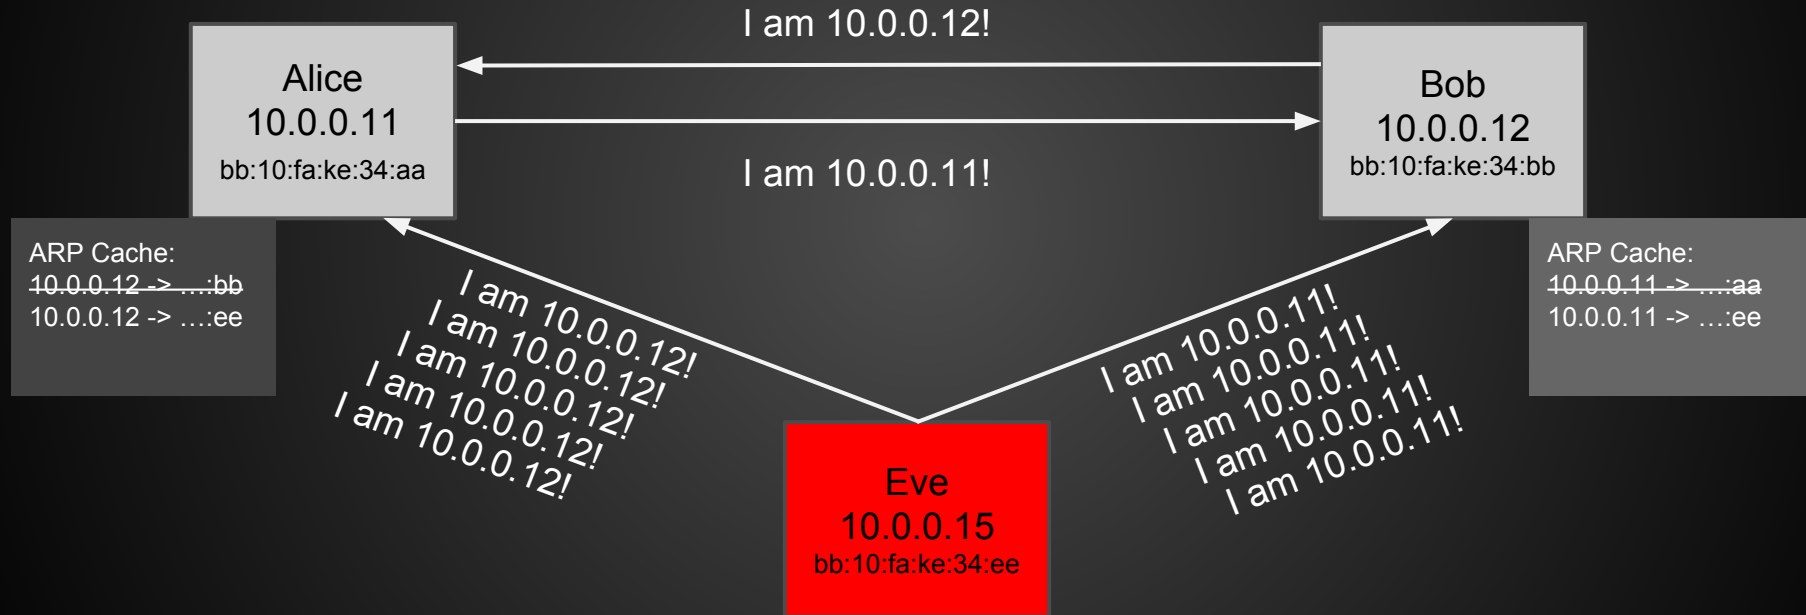 I am 10.0.0.12!
Alice
10.0.0.11
bb:10:fa:ke:34:aa
Bob
10.0.0.12
bb:10:fa:ke:34:bb
I am 10.0.0.11!
ARP Cache:
10.0.0.12 -> …:bb
10.0.0.12 -> …:ee
ARP Cache:
10.0.0.11 -> …:aa
10.0.0.11 -> …:ee
I am 10.0.0.12!
I am 10.0.0.12!
I am 10.0.0.12!
I am 10.0.0.12!
I am 10.0.0.12!
I am 10.0.0.11!
I am 10.0.0.11!
I am 10.0.0.11!
I am 10.0.0.11!
I am 10.0.0.11!
Eve
10.0.0.15
bb:10:fa:ke:34:ee